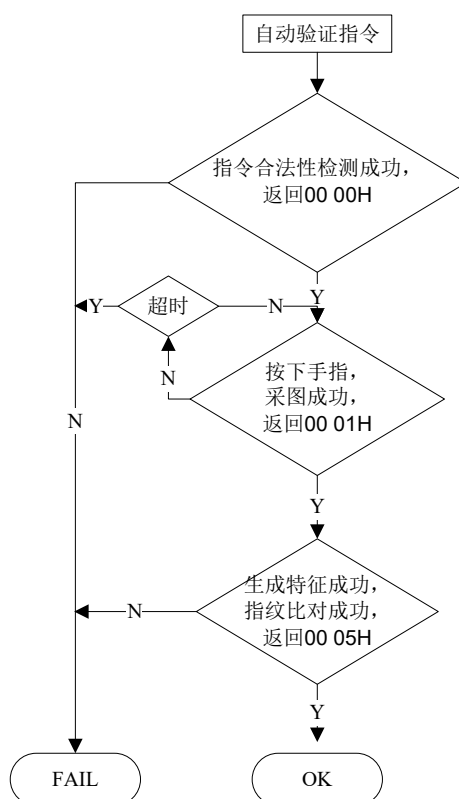 自动验证指令
指令合法性检测成功，
返回00 00H
Y
Y
超时
N
N
按下手指，
采图成功，
返回00 01H
N
Y
生成特征成功，
指纹比对成功，
返回00 05H
N
Y
FAIL
OK